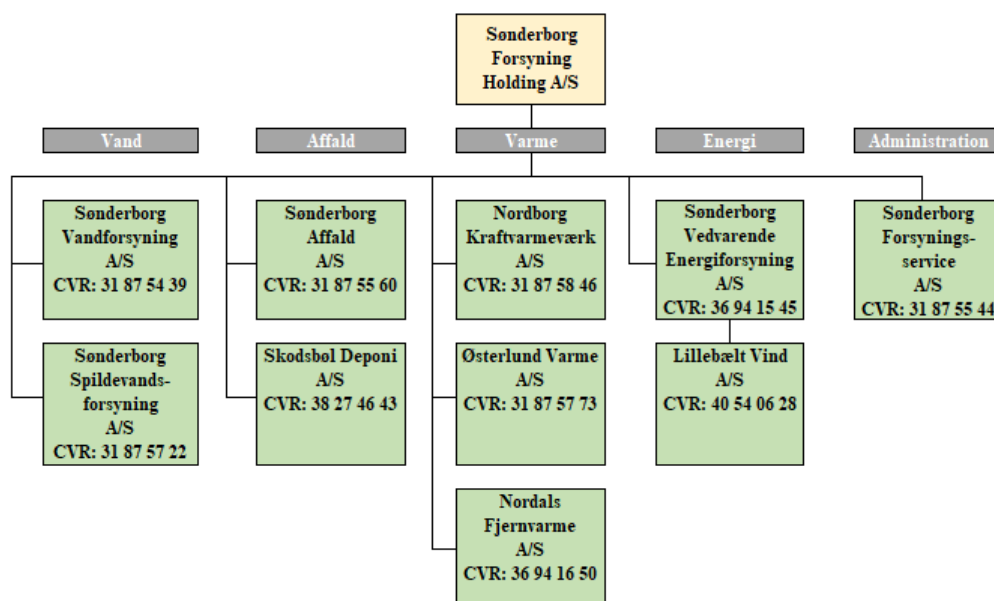 Sønderborg
Forsyning
Holding A/S
Vand
Affald
Varme
Energi
Administration
Sønderborg
Vandforsyning
A/S
CVR: 31 87 54 39
Sønderborg
Affald
A/S
CVR: 31 87 55 60
Nordborg
Kraftvarmeværk
A/S
CVR: 31 87 58 46
Sønderborg
Vedvarende
Energiforsyning
A/S
CVR: 36 94 15 45
Sønderborg
Forsynings-
service
A/S
CVR: 31 87 55 44
Sønderborg
Spildevands-
forsyning
A/S
CVR: 31 87 57 22
Skodsbøl Deponi
A/S
CVR: 38 27 46 43
Østerlund Varme
A/S
CVR: 31 87 57 73
Lillebælt Vind
A/S
CVR: 40 54 06 28
Nordals
Fjernvarme
A/S
CVR: 36 94 16 50